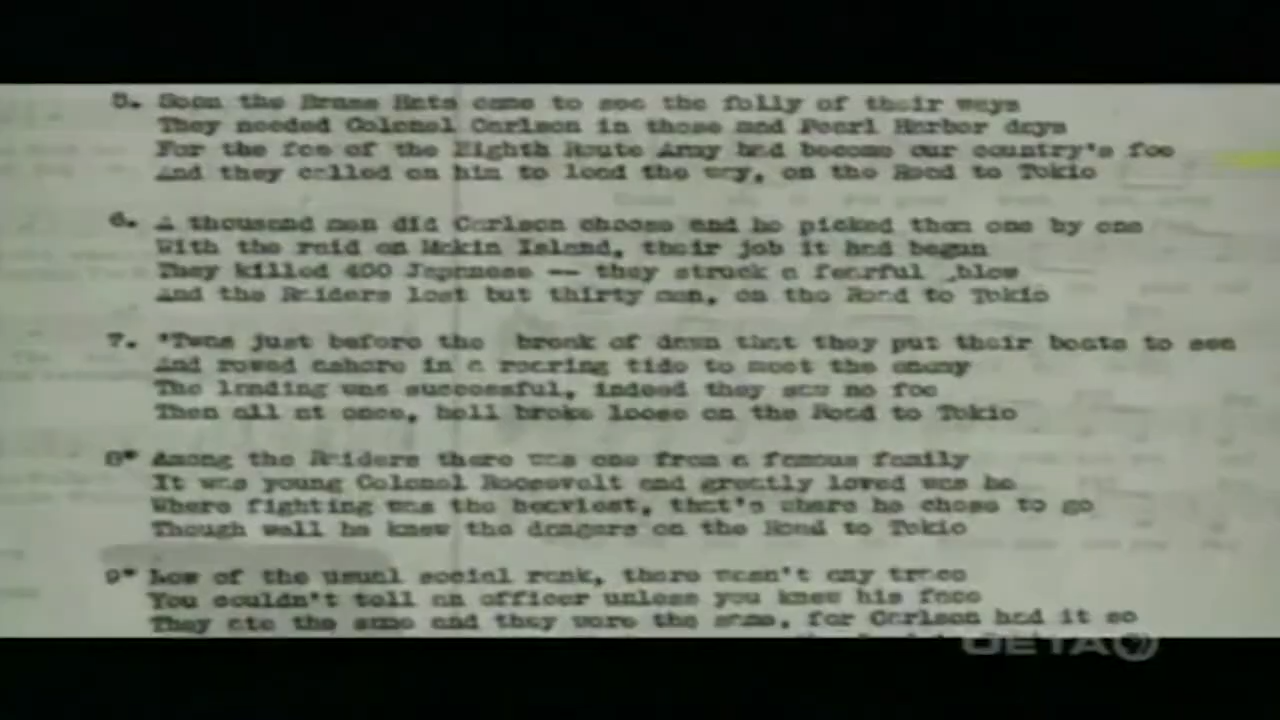 5. Soon the Brass Hats came to see the folly of their ways
They needed Colonel Carlson in those mad Pearl Harbor days
For the foe of the Eighth Route Army had become our country's foe
And they called on him to lead the way, on the Road to Tokio
6. A thousand men did Carlson choose and he picked them one by one
With the raid on Makin Island, their job it had begun
They killed 400 Japanese -- they struck a fearful blow
And the Raiders lost but thirty men, on the Road to Tokio
7. 'Twas just before the break of dawn that they put their boats to sea
And rowed ashore in a roaring tide to meet the enemy
The landing was successful, indeed they saw no foe
Then all at once, hell broke loose on the Road to Tokio
8* Among the Raiders there was one from a famous family
It was young Colonel Roosevelt and greatly loved was he
Where fighting was the heaviest, that's where he chose to go
Though well he knew the dangers on the Road to Tokio
9* Low of the usual social rank, there wasn't any trace
You couldn't tell an officer unless you knew his face
They ate the same and they wore the same, for Carlson had it so
OETA